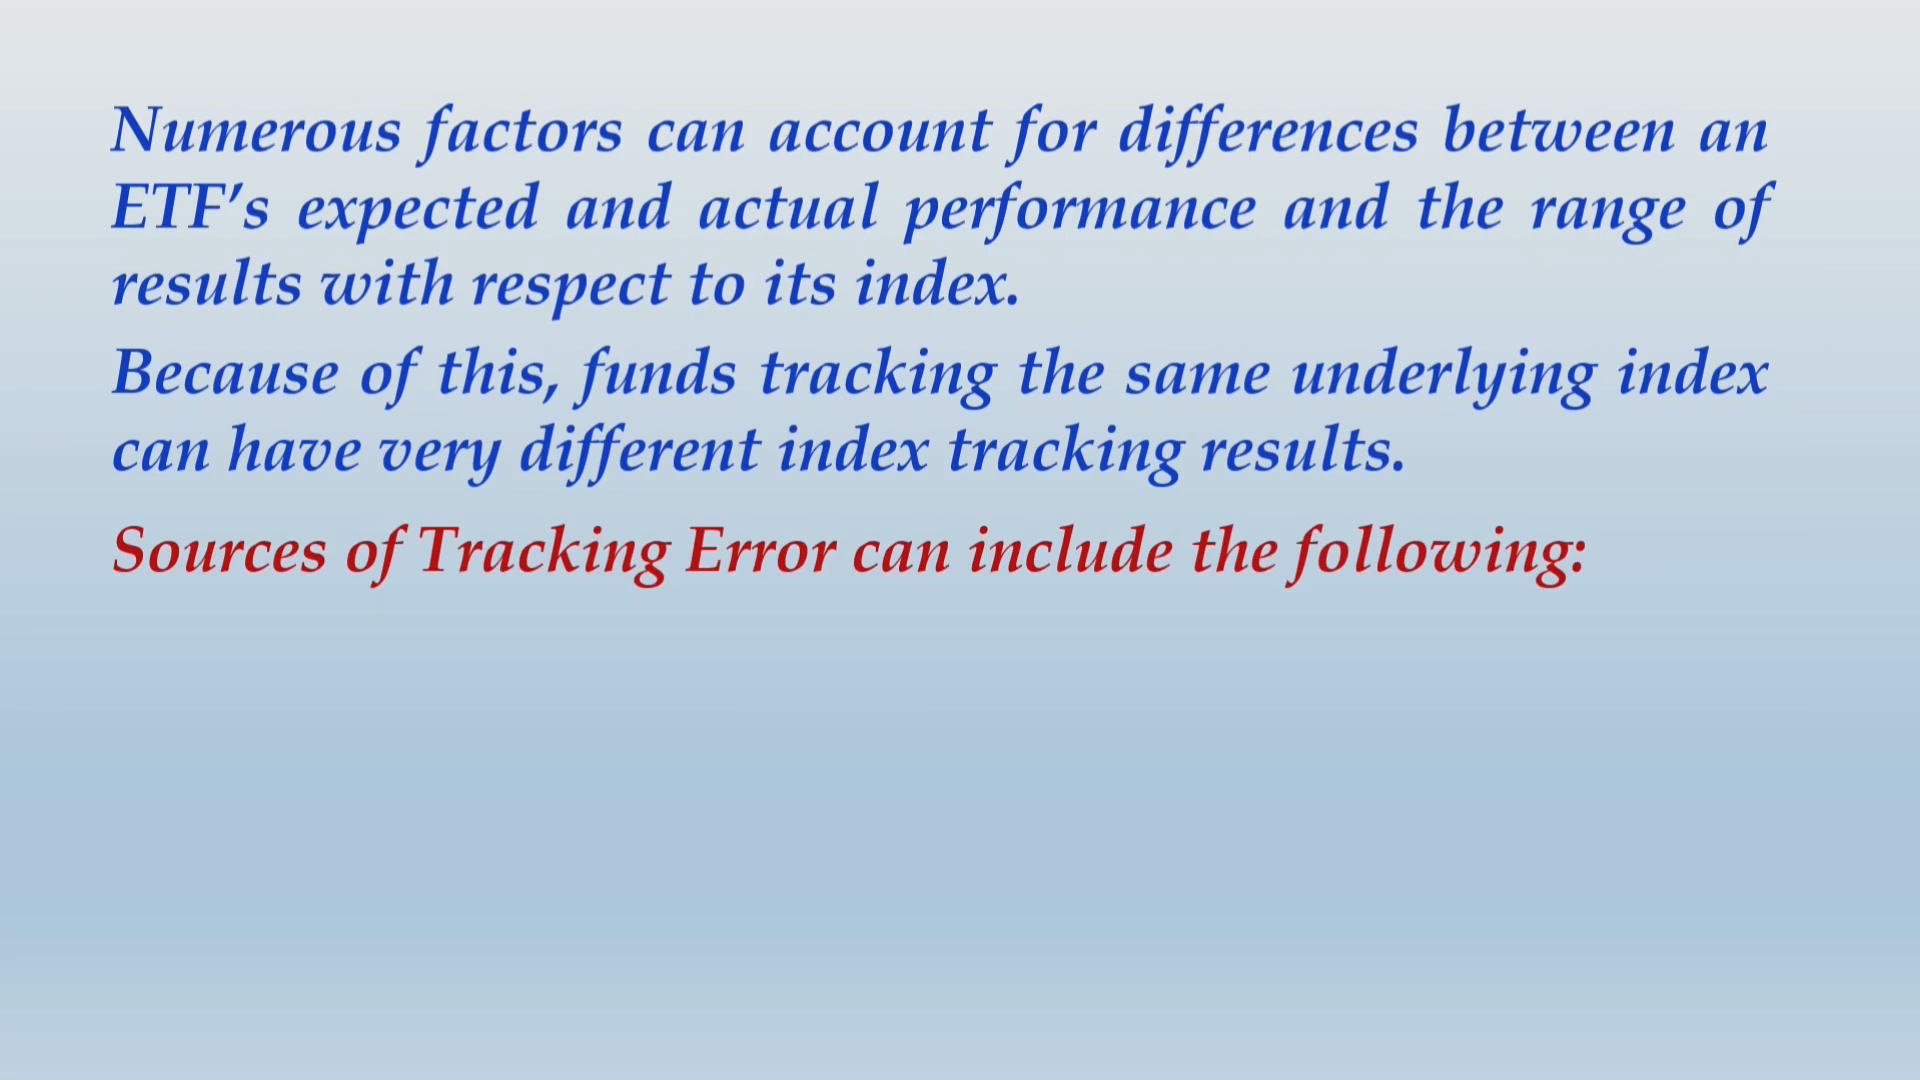 Numerous factors can account for differences between an
ETF’s expected and actual performance and the range of
results with respect to its index.
Because of this, funds tracking the same underlying index
can have very different index tracking results.
Sources of Tracking Error can include the following: